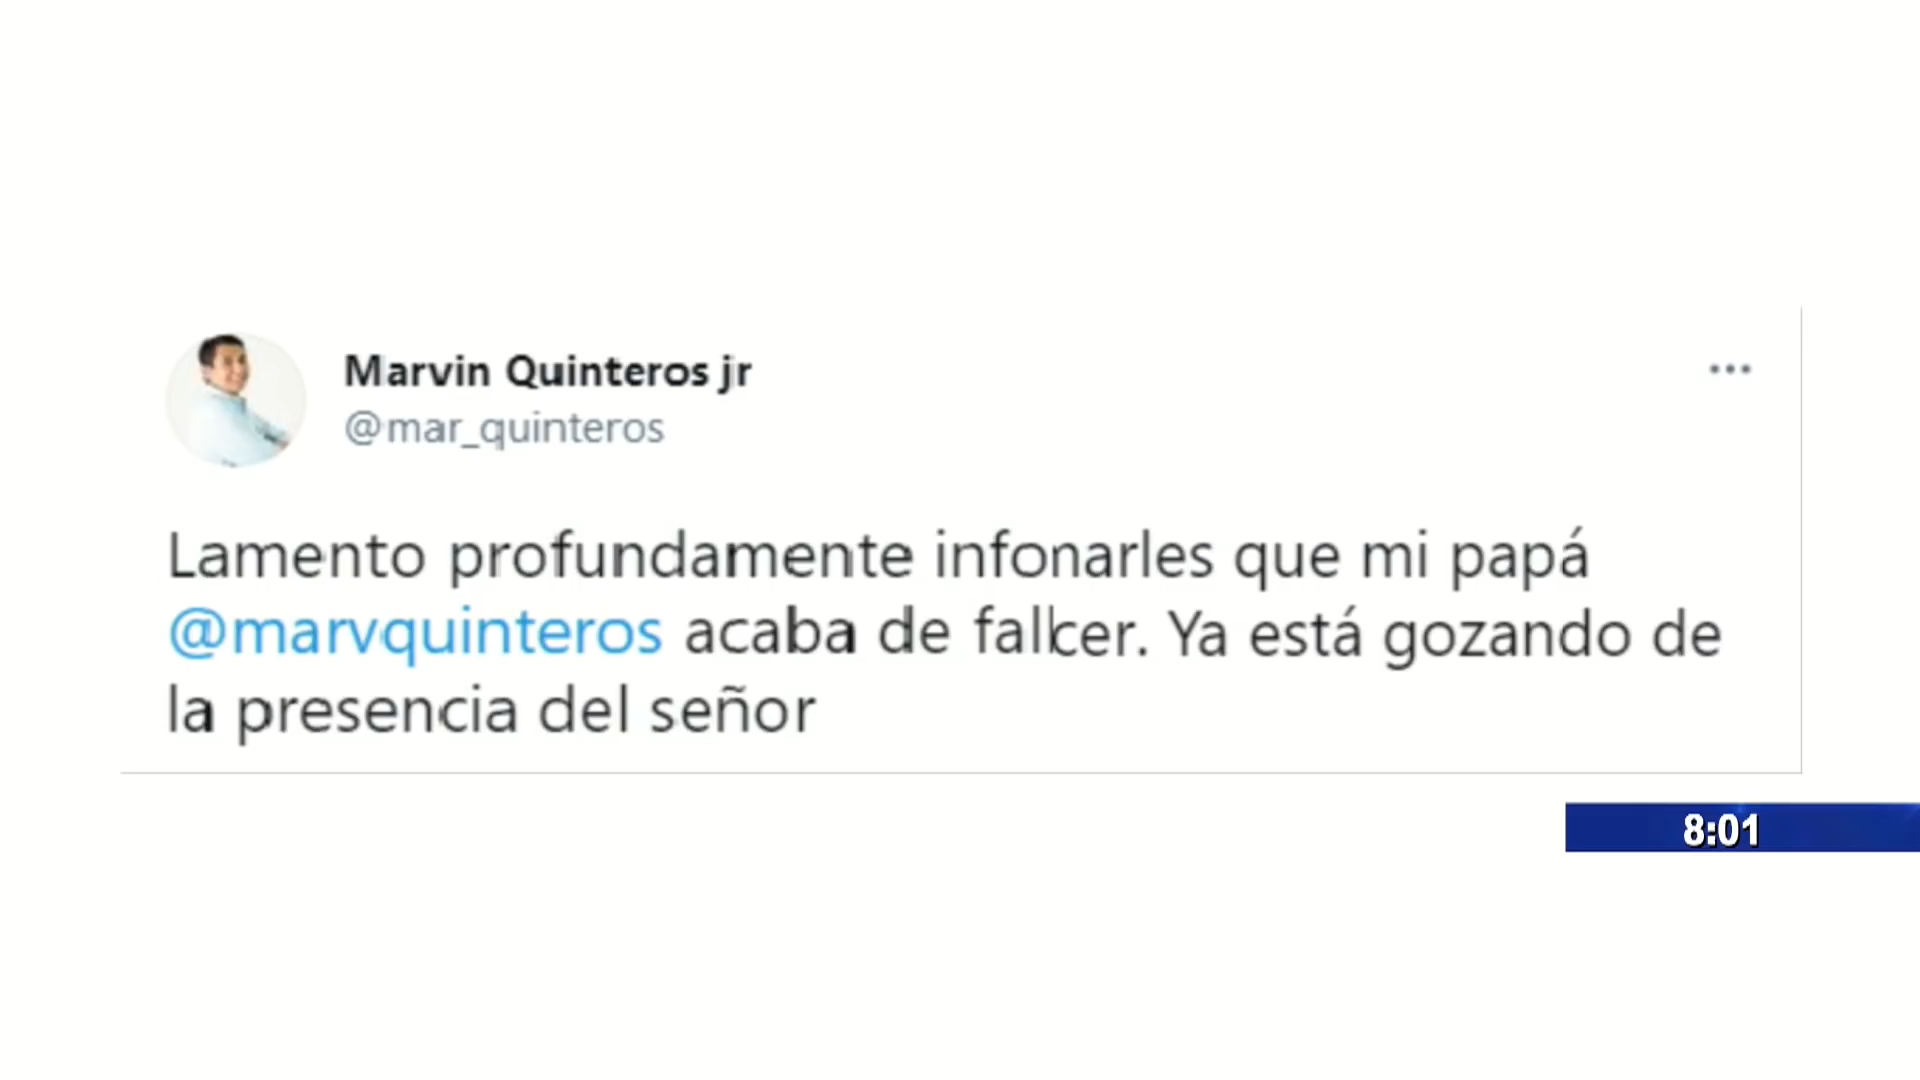 Marvin Quinteros jr
@mar_quinteros
Lamento profundamente infonarles que mi papá
@marvquinteros acaba de falkcer. Ya está gozando de
la presencia del señor
8:01